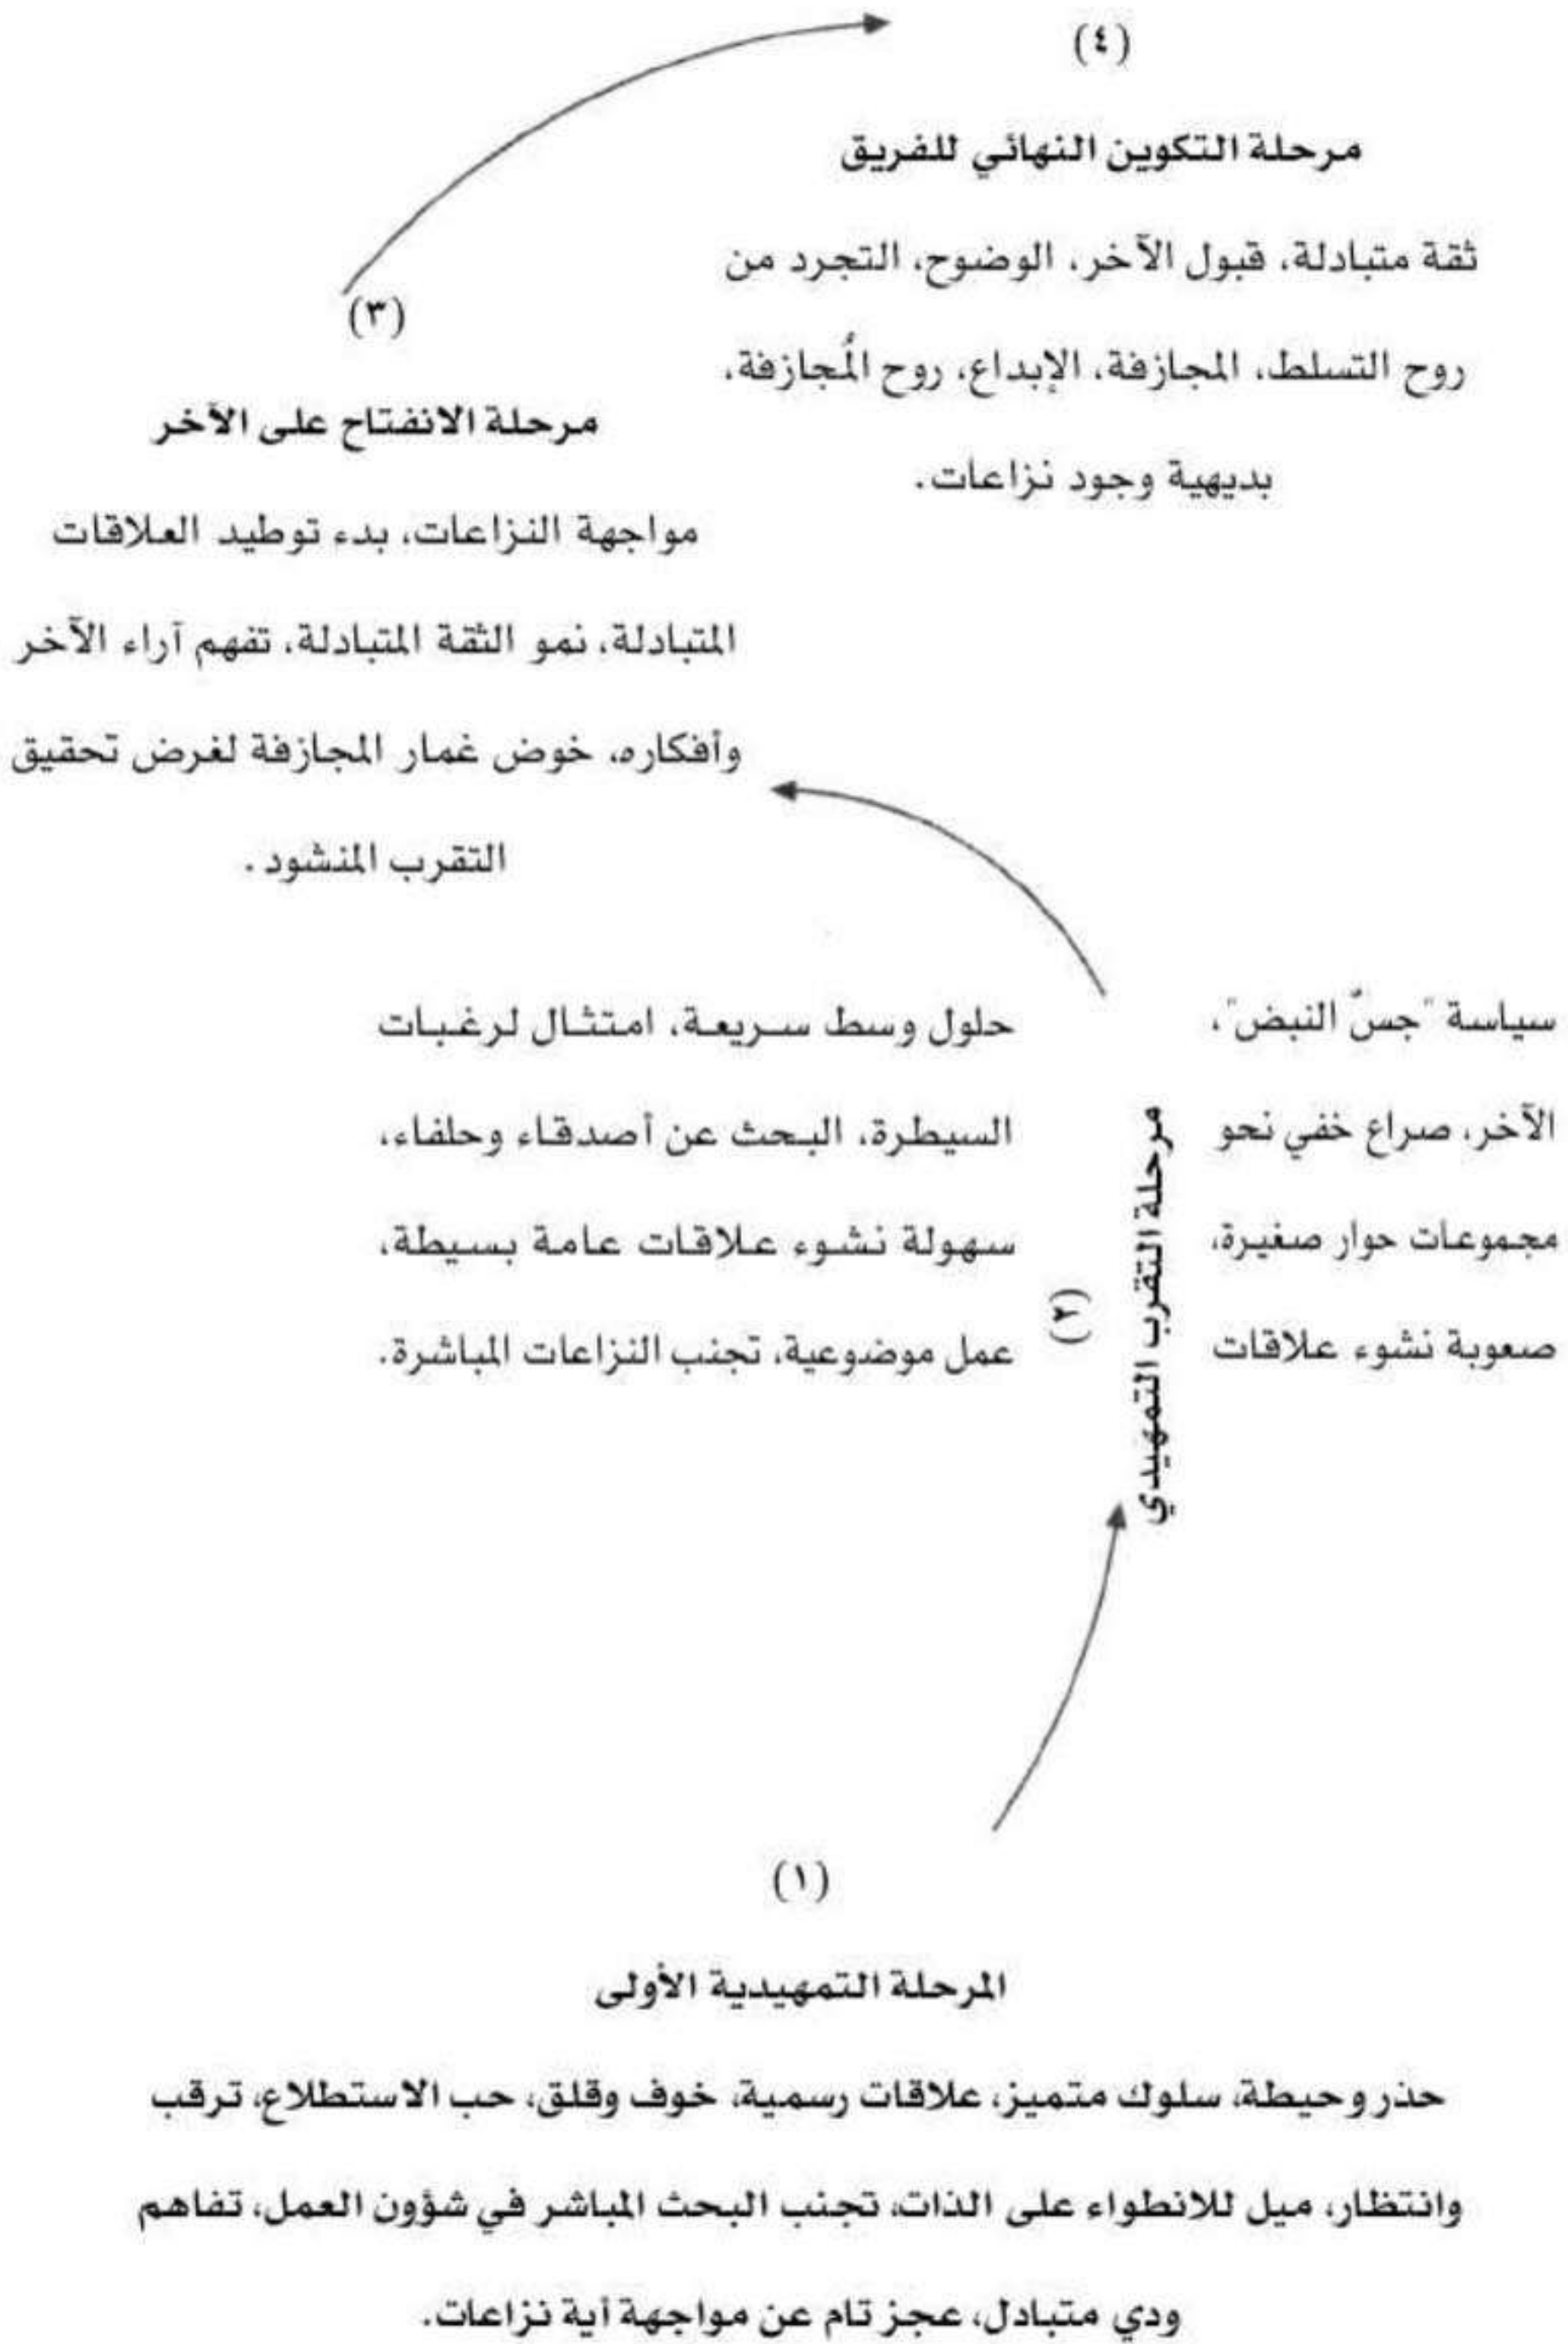 (٤)
مرحلة التكوين النهائي للفريق
ثقة متبادلة، قبول الآخر، الوضوح، التجرد من
روح التسلط، المجازفة، الإبداع، روح المُجازفة،
بديهية وجود نزاعات.
(٣)
مرحلة الانفتاح على الآخر
مواجهة النزاعات، بدء توطيد العلاقات
المتبادلة، نمو الثقة المتبادلة، تفهم آراء الآخر
وأفكاره، خوض غمار المجازفة لغرض تحقيق
التقرب المنشود.
سياسة "جسّ النبض"، حلول وسط سريعة، امتثال لرغبات
الآخر، صراع خفي نحو السيطرة، البحث عن أصدقاء وحلفاء،
مجموعات حوار صغيرة، سهولة نشوء علاقات عامة بسيطة،
صعوبة نشوء علاقات عمل موضوعية، تجنب النزاعات المباشرة.
مرحلة التقرب التمهيدي
(٢)
(١)
المرحلة التمهيدية الأولى
حذر وحيطة، سلوك متميز، علاقات رسمية، خوف وقلق، حب الاستطلاع، ترقب
وانتظار، ميل للانطواء على الذات، تجنب البحث المباشر في شؤون العمل، تفاهم
ودي متبادل، عجز تام عن مواجهة أية نزاعات.